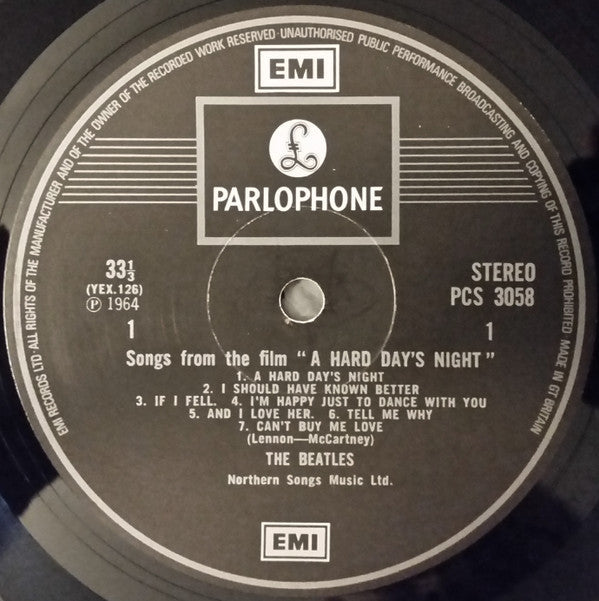 EMI RECORDS LTD·ALL RIGHTS OF THE MANUFACTURER AND OF THE OWNER OF THE RECORDED WORK RESERVED·UNAUTHORISED PUBLIC PERFORMANCE BROADCASTING AND COPYING OF THIS RECORD PROHIBITED. MADE IN GT BRITAIN
EMI
£
PARLOPHONE
33⅓
(YEX.126)
℗ 1964
1
STEREO
PCS 3058
1
Songs from the film "A HARD DAY'S NIGHT"
1. A HARD DAY'S NIGHT
2. I SHOULD HAVE KNOWN BETTER
3. IF I FELL. 4. I'M HAPPY JUST TO DANCE WITH YOU
5. AND I LOVE HER. 6. TELL ME WHY
7. CAN'T BUY ME LOVE
(Lennon—McCartney)
THE BEATLES
Northern Songs Music Ltd.
EMI